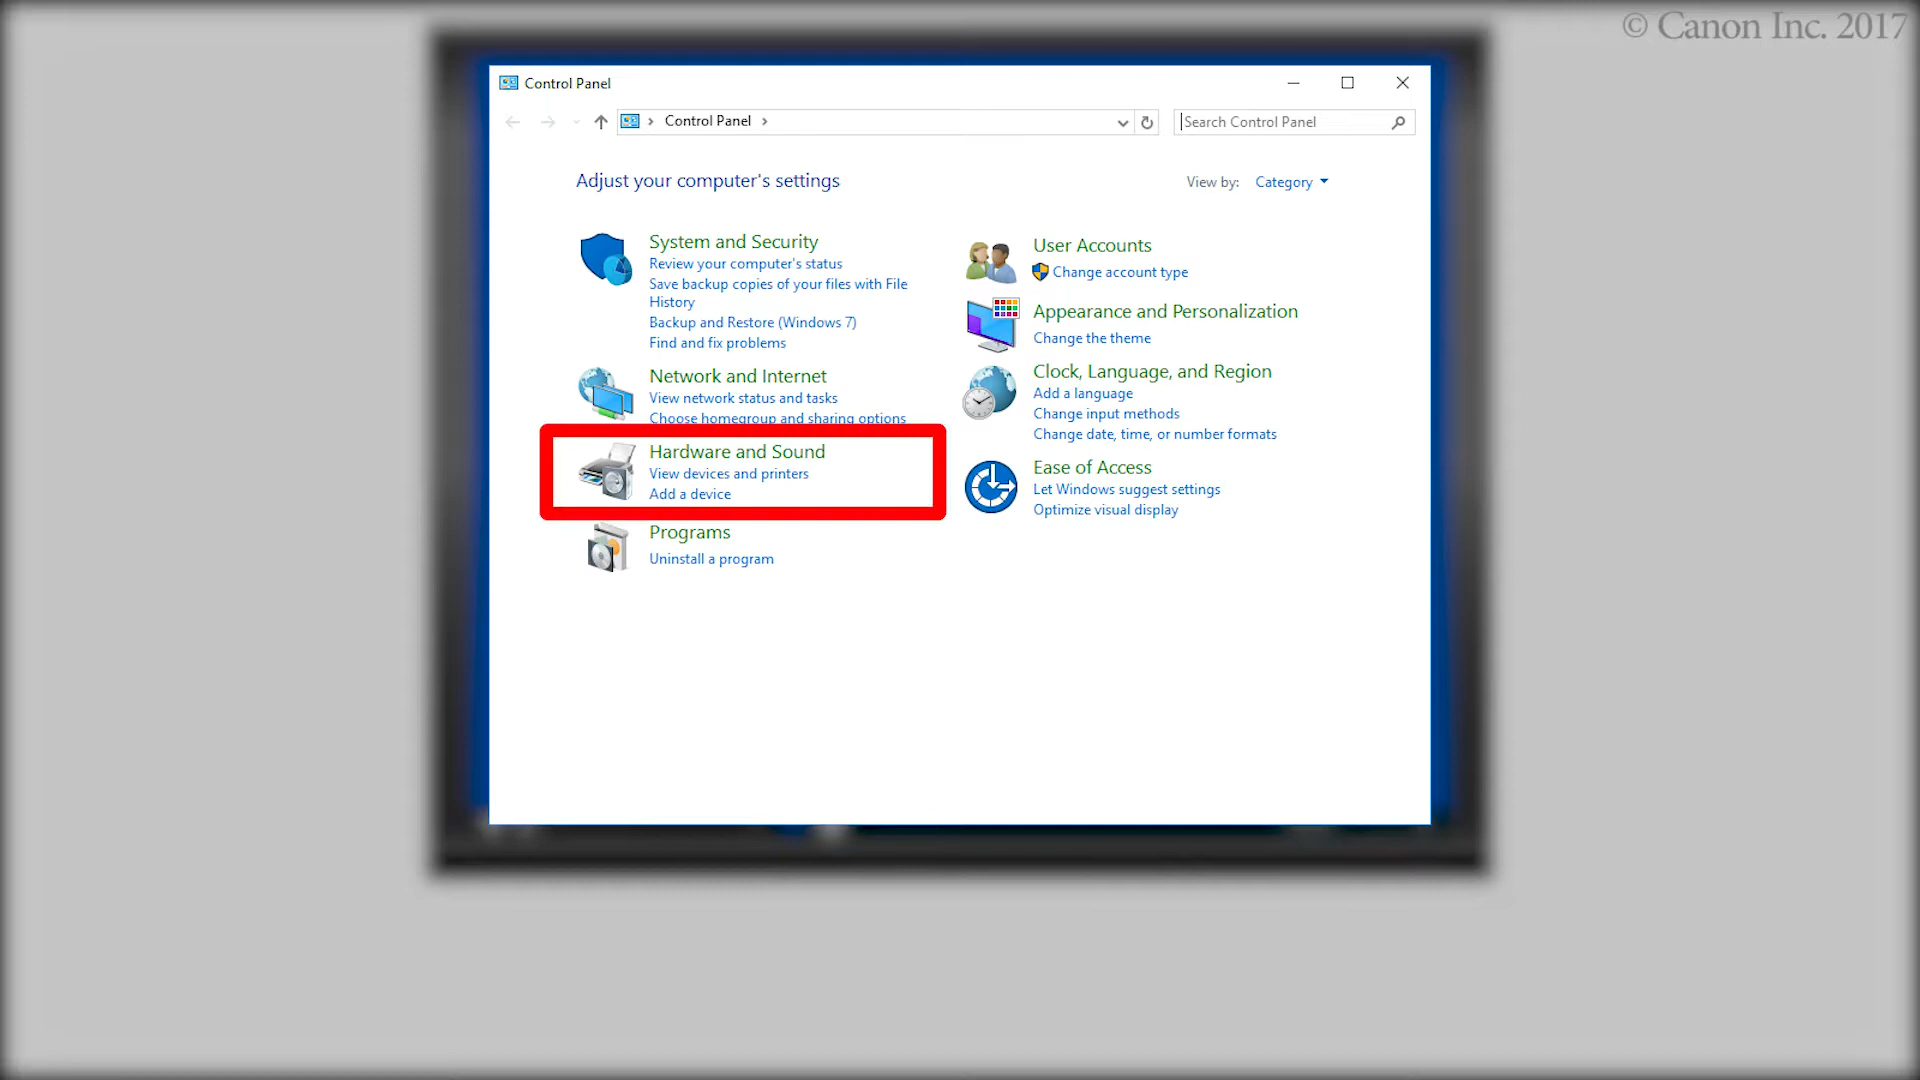 © Canon Inc. 2017
Control Panel
Control Panel
Search Control Panel
Adjust your computer's settings
View by: Category
System and Security
Review your computer's status
Save backup copies of your files with File
History
Backup and Restore (Windows 7)
Find and fix problems
Network and Internet
View network status and tasks
Choose homegroup and sharing options
Hardware and Sound
View devices and printers
Add a device
Programs
Uninstall a program
User Accounts
Change account type
Appearance and Personalization
Change the theme
Clock, Language, and Region
Add a language
Change input methods
Change date, time, or number formats
Ease of Access
Let Windows suggest settings
Optimize visual display